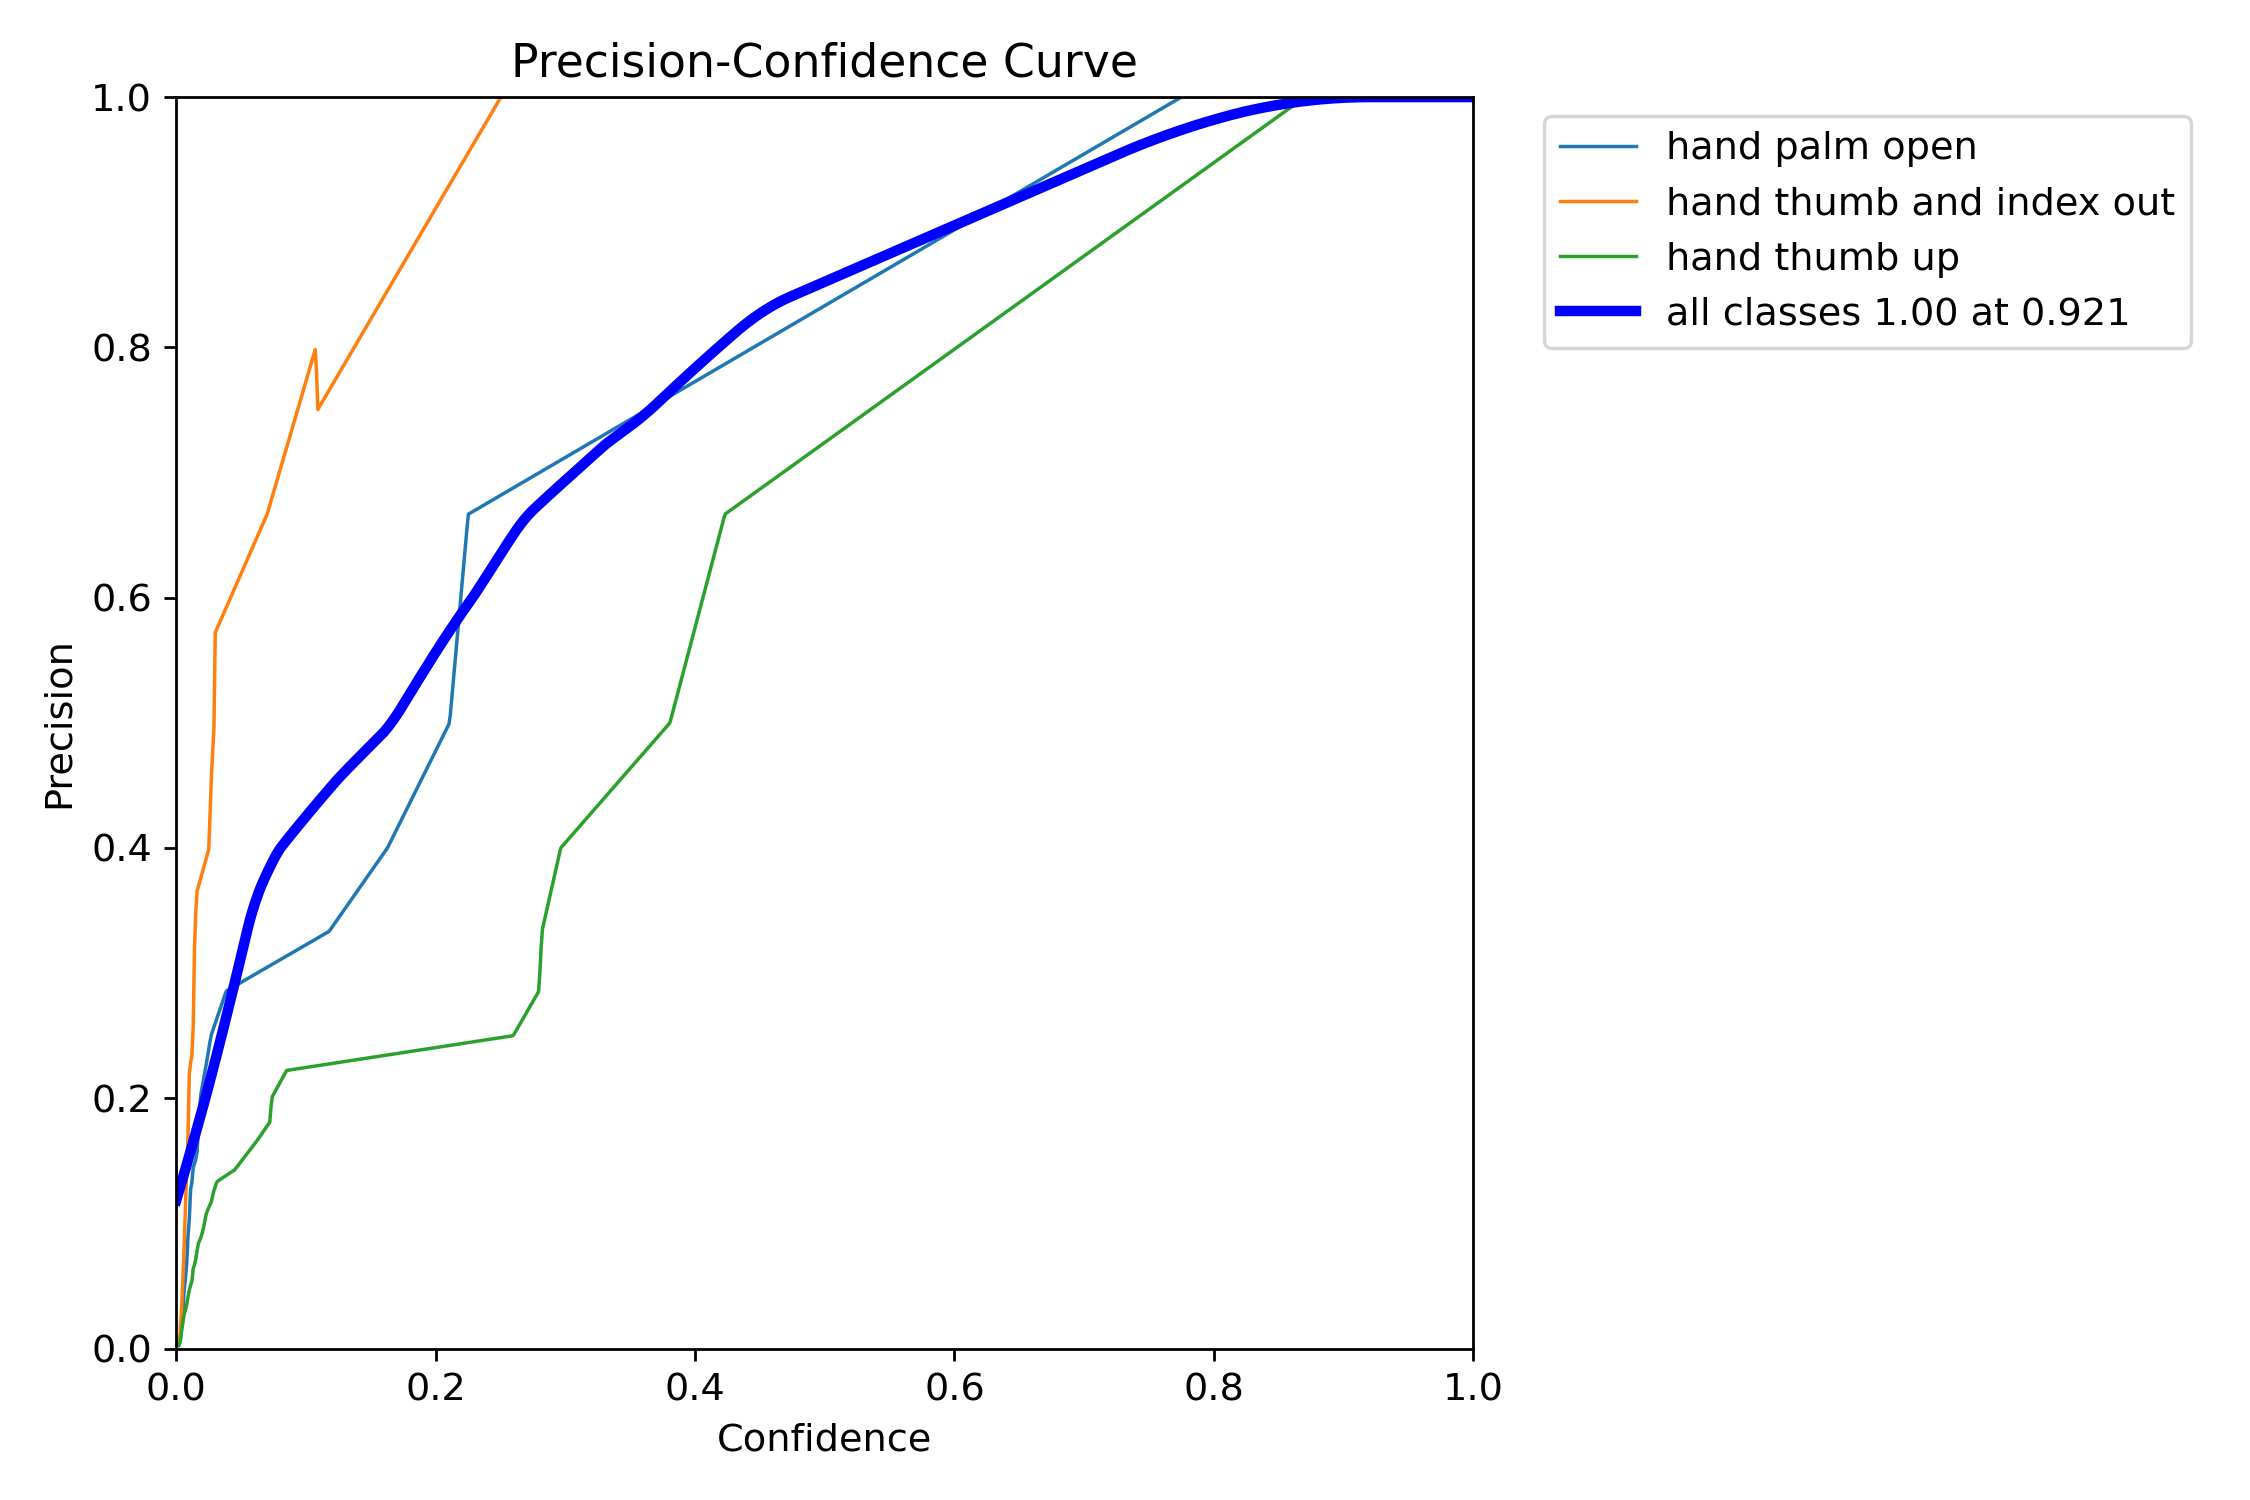 Precision-Confidence Curve
1.0
0.8
0.6
0.4
0.2
0.0
Precision
0.0 0.2 0.4 0.6 0.8 1.0
Confidence
hand palm open
hand thumb and index out
hand thumb up
all classes 1.00 at 0.921